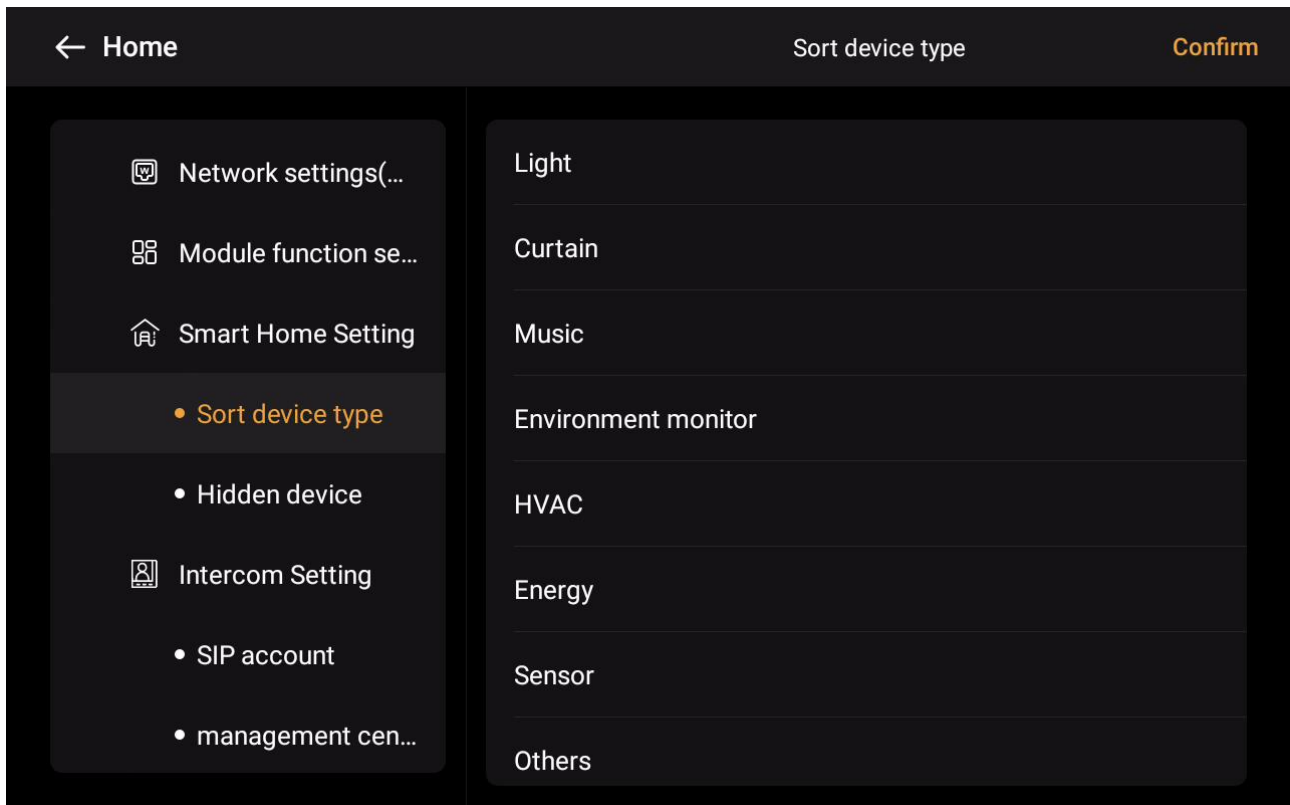 Home
Sort device type
Confirm
Network settings(...
Module function se...
Smart Home Setting
Sort device type
Hidden device
Intercom Setting
SIP account
management cen...
Light
Curtain
Music
Environment monitor
HVAC
Energy
Sensor
Others